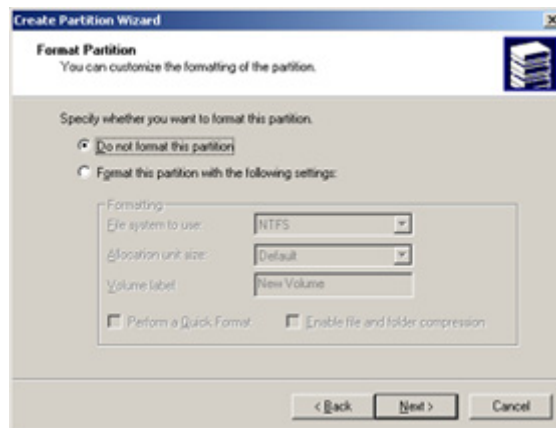 Create Partition Wizard
Format Partition
You can customize the formatting of the partition.
Specify whether you want to format this partition.
Do not format this partition
Format this partition with the following settings:
Formatting
File system to use: NTFS
Allocation unit size: Default
Volume label: New Volume
Perform a Quick Format Enable file and folder compression
< Back Next > Cancel